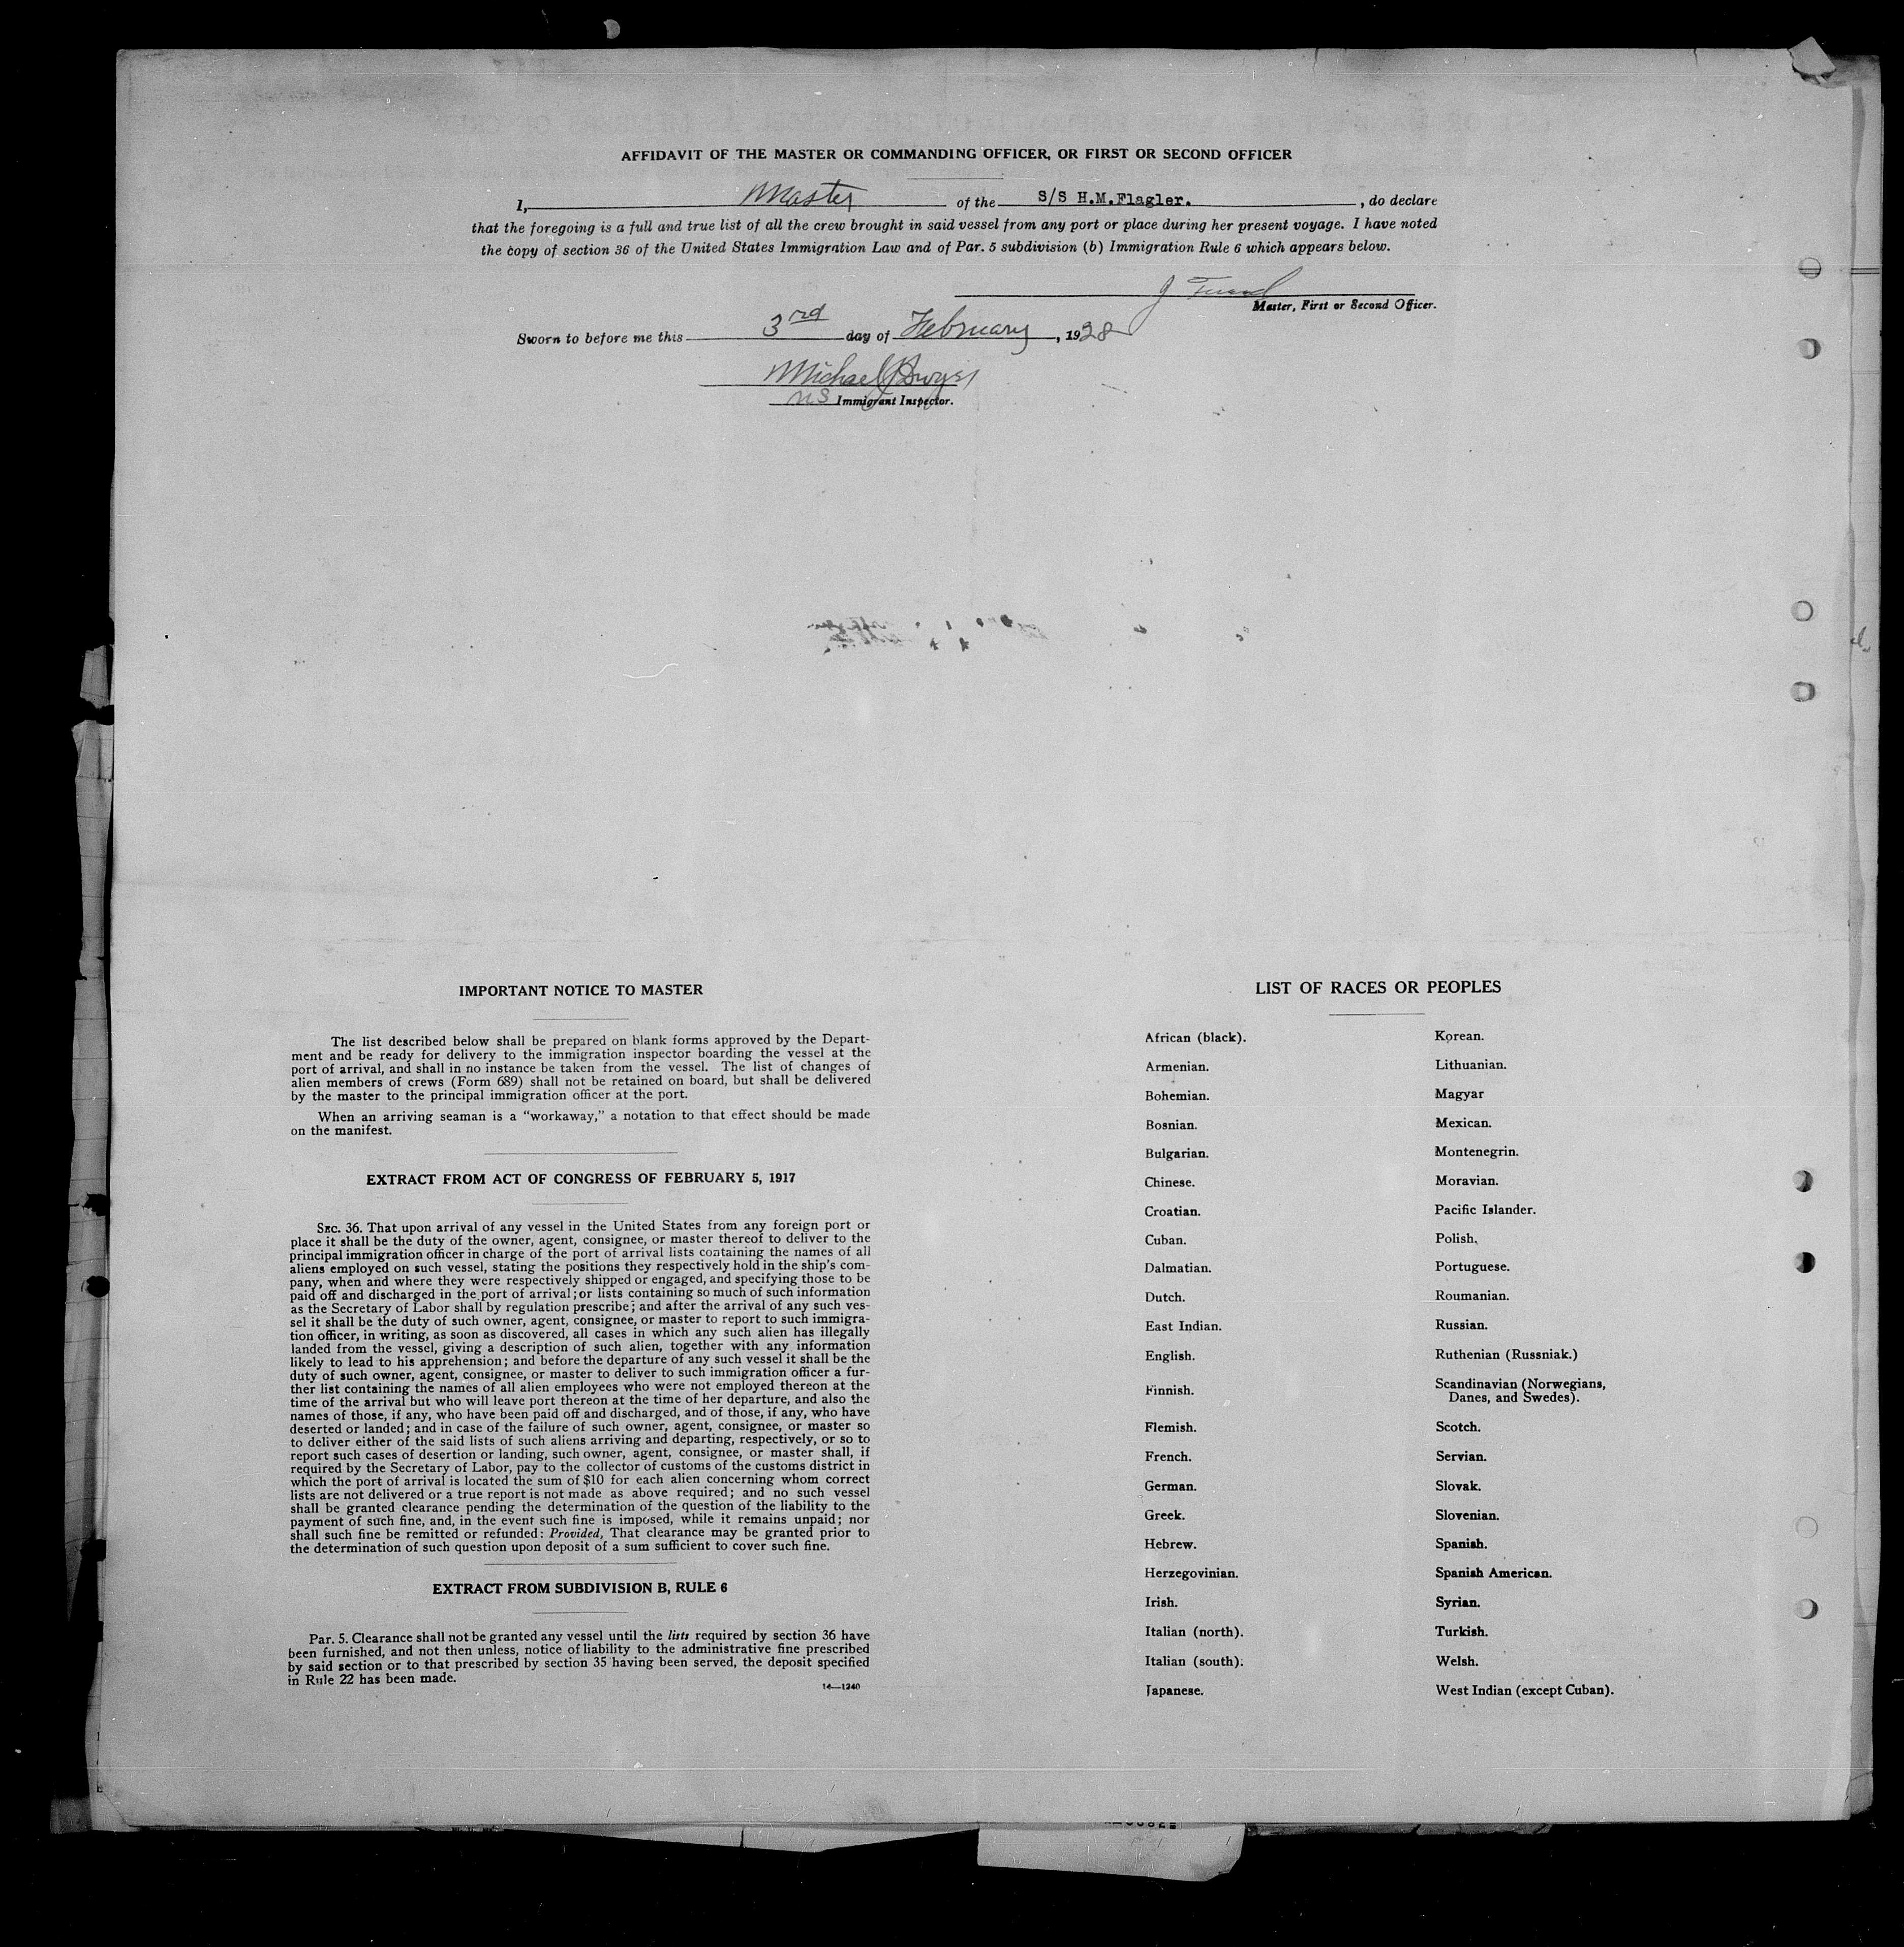 AFFIDAVIT OF THE MASTER OR COMMANDING OFFICER, OR FIRST OR SECOND OFFICER
I, Master of the S/S H.M.Flagler. , do declare
that the foregoing is a full and true list of all the crew brought in said vessel from any port or place during her present voyage. I have noted
the copy of section 36 of the United States Immigration Law and of Par. 5 subdivision (b) Immigration Rule 6 which appears below.
J
Master, First or Second Officer.
Sworn to before me this 3rd day of February , 1928
Michael
US Immigrant Inspector.
IMPORTANT NOTICE TO MASTER
The list described below shall be prepared on blank forms approved by the Depart-
ment and be ready for delivery to the immigration inspector boarding the vessel at the
port of arrival, and shall in no instance be taken from the vessel. The list of changes of
alien members of crews (Form 689) shall not be retained on board, but shall be delivered
by the master to the principal immigration officer at the port.
When an arriving seaman is a “workaway,” a notation to that effect should be made
on the manifest.
EXTRACT FROM ACT OF CONGRESS OF FEBRUARY 5, 1917
SEC. 36. That upon arrival of any vessel in the United States from any foreign port or
place it shall be the duty of the owner, agent, consignee, or master thereof to deliver to the
principal immigration officer in charge of the port of arrival lists containing the names of all
aliens employed on such vessel, stating the positions they respectively hold in the ship's com-
pany, when and where they were respectively shipped or engaged, and specifying those to be
paid off and discharged in the port of arrival; or lists containing so much of such information
as the Secretary of Labor shall by regulation prescribe; and after the arrival of any such ves-
sel it shall be the duty of such owner, agent, consignee, or master to report to such immigra-
tion officer, in writing, as soon as discovered, all cases in which any such alien has illegally
landed from the vessel, giving a description of such alien, together with any information
likely to lead to his apprehension; and before the departure of any such vessel it shall be the
duty of such owner, agent, consignee, or master to deliver to such immigration officer a fur-
ther list containing the names of all alien employees who were not employed thereon at the
time of the arrival but who will leave port thereon at the time of her departure, and also the
names of those, if any, who have been paid off and discharged, and of those, if any, who have
deserted or landed; and in case of the failure of such owner, agent, consignee, or master so
to deliver either of the said lists of such aliens arriving and departing, respectively, or so to
report such cases of desertion or landing, such owner, agent, consignee, or master shall, if
required by the Secretary of Labor, pay to the collector of customs of the customs district in
which the port of arrival is located the sum of $10 for each alien concerning whom correct
lists are not delivered or a true report is not made as above required; and no such vessel
shall be granted clearance pending the determination of the question of the liability to the
payment of such fine, and, in the event such fine is imposed, while it remains unpaid; nor
shall such fine be remitted or refunded: Provided, That clearance may be granted prior to
the determination of such question upon deposit of a sum sufficient to cover such fine.
EXTRACT FROM SUBDIVISION B, RULE 6
Par. 5. Clearance shall not be granted any vessel until the lists required by section 36 have
been furnished, and not then unless, notice of liability to the administrative fine prescribed
by said section or to that prescribed by section 35 having been served, the deposit specified
in Rule 22 has been made.
14—1240
LIST OF RACES OR PEOPLES
African (black).
Armenian.
Bohemian.
Bosnian.
Bulgarian.
Chinese.
Croatian.
Cuban.
Dalmatian.
Dutch.
East Indian.
English.
Finnish.
Flemish.
French.
German.
Greek.
Hebrew.
Herzegovinian.
Irish.
Italian (north).
Italian (south).
Japanese.
Korean.
Lithuanian.
Magyar
Mexican.
Montenegrin.
Moravian.
Pacific Islander.
Polish.
Portuguese.
Roumanian.
Russian.
Ruthenian (Russniak.)
Scandinavian (Norwegians,
Danes, and Swedes).
Scotch.
Servian.
Slovak.
Slovenian.
Spanish.
Spanish American.
Syrian.
Turkish.
Welsh.
West Indian (except Cuban).